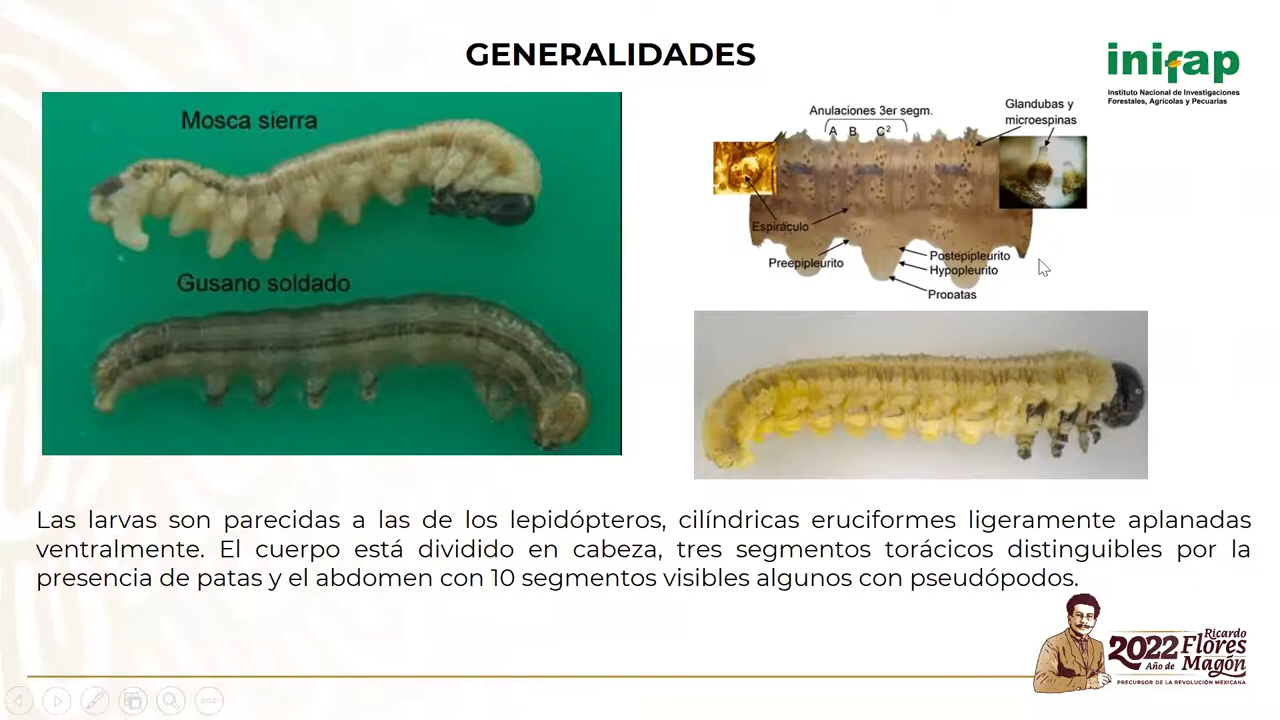 GENERALIDADES
inifap
Instituto Nacional de Investigaciones
Forestales, Agrícolas y Pecuarias
Mosca sierra
Gusano soldado
Anulaciones 3er segm.
A B C²
Glandubas y
microespinas
Espiráculo
Preepipleurito
Postepipleurito
Hypopleurito
Propatas
Las larvas son parecidas a las de los lepidópteros, cilíndricas eruciformes ligeramente aplanadas
ventralmente. El cuerpo está dividido en cabeza, tres segmentos torácicos distinguibles por la
presencia de patas y el abdomen con 10 segmentos visibles algunos con pseudópodos.
2022 Ricardo
Flores
Año de Magón
PRECURSOR DE LA REVOLUCIÓN MEXICANA